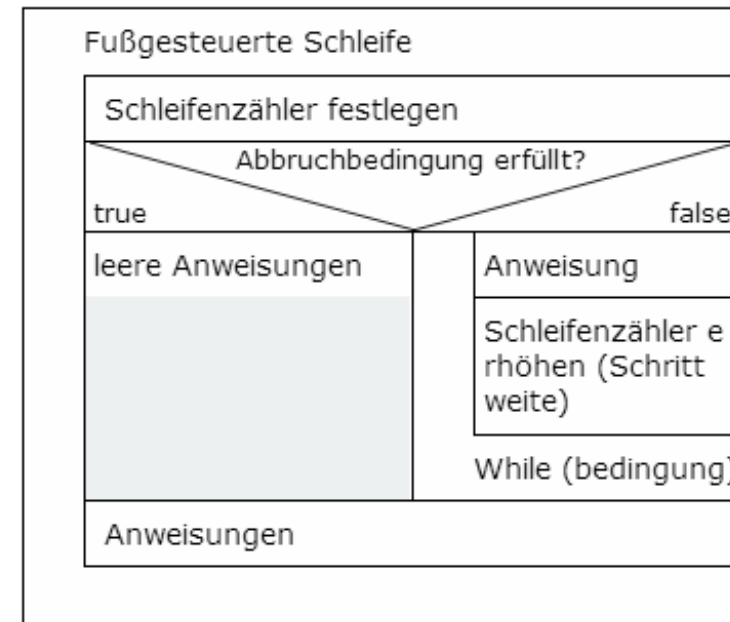 Fußgesteuerte Schleife
Schleifenzähler festlegen
Abbruchbedingung erfüllt?
true
false
leere Anweisungen
Anweisung
Schleifenzähler e
rhöhen (Schritt
weite)
While (bedingung)
Anweisungen